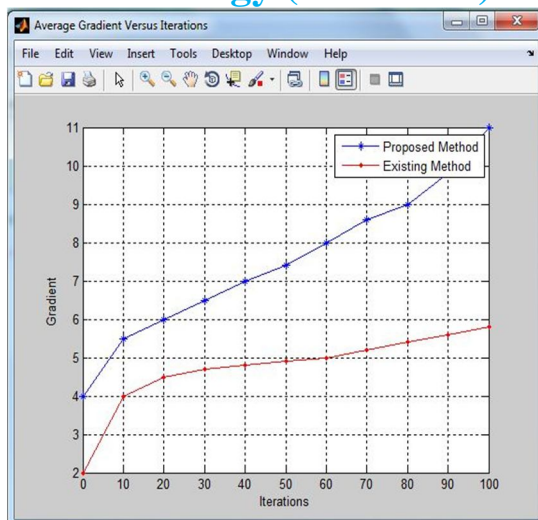 Average Gradient Versus Iterations
File Edit View Insert Tools Desktop Window Help
11
10
9
8
7
6
5
4
3
2
Gradient
Proposed Method
Existing Method
0 10 20 30 40 50 60 70 80 90 100
Iterations